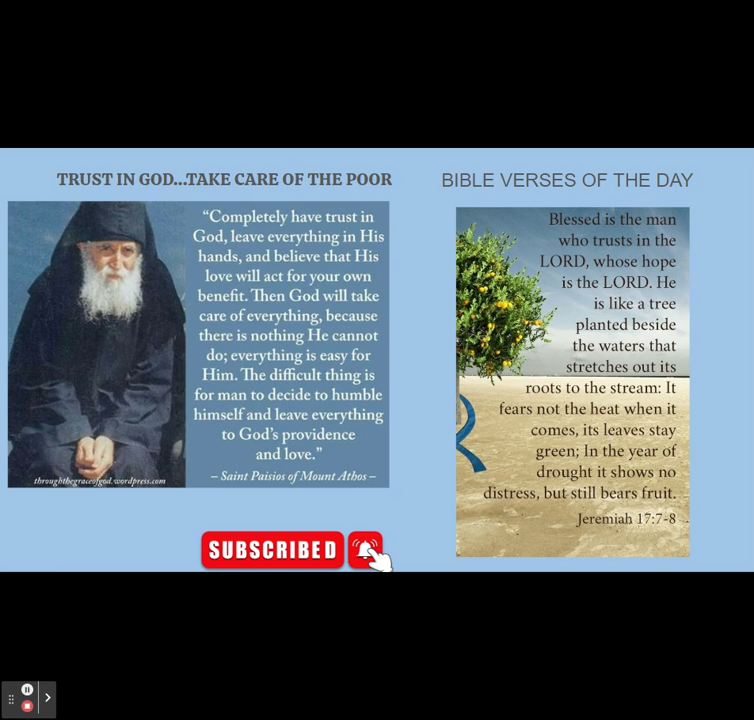 TRUST IN GOD...TAKE CARE OF THE POOR
“Completely have trust in
God, leave everything in His
hands, and believe that His
love will act for your own
benefit. Then God will take
care of everything, because
there is nothing He cannot
do; everything is easy for
Him. The difficult thing is
for man to decide to humble
himself and leave everything
to God’s providence
and love.”
– Saint Paisios of Mount Athos –
throughthegraceofgod.wordpress.com
SUBSCRIBED
BIBLE VERSES OF THE DAY
Blessed is the man
who trusts in the
LORD, whose hope
is the LORD. He
is like a tree
planted beside
the waters that
stretches out its
roots to the stream: It
fears not the heat when it
comes, its leaves stay
green; In the year of
drought it shows no
distress, but still bears fruit.
Jeremiah 17:7-8